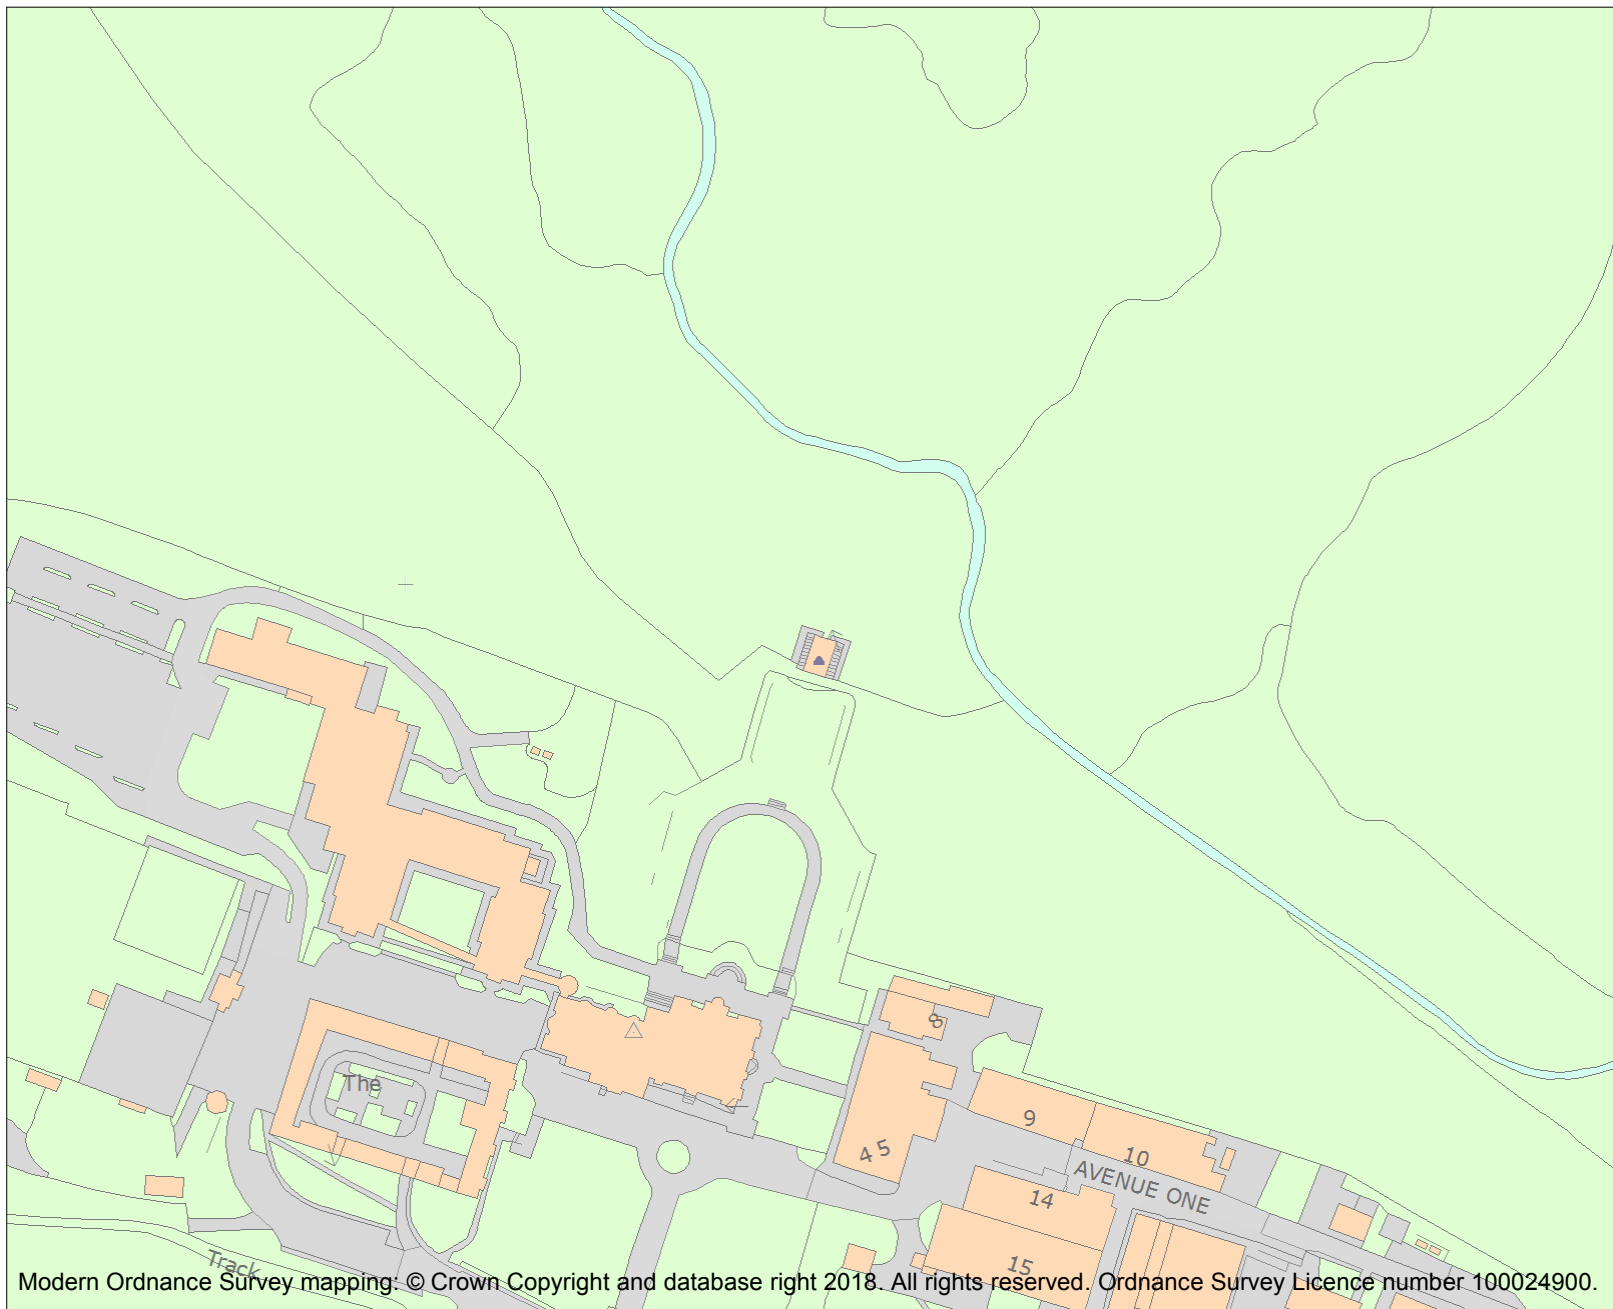 8
The
9
4 5
10
AVENUE ONE
14
15
Track
Modern Ordnance Survey mapping: © Crown Copyright and database right 2018. All rights reserved. Ordnance Survey Licence number 100024900.